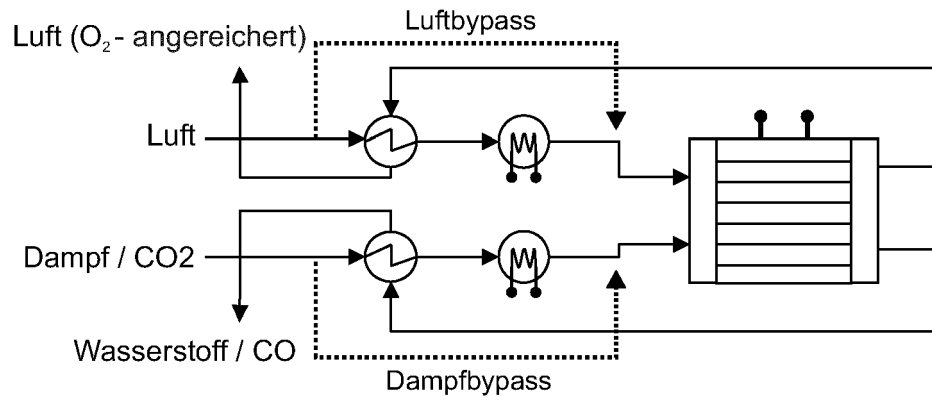 Luftbypass
Luft (O₂- angereichert)
Luft
Dampf / CO2
Wasserstoff / CO
Dampfbypass